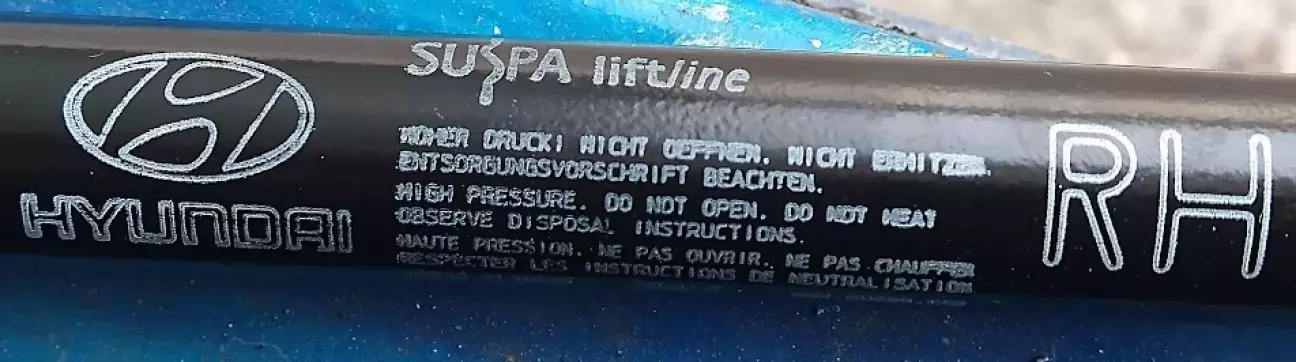 HYUNDAI
SUSPA liftline
HOHER DRUCK! NICHT OEFFNEN. NICHT ERHITZEN.
ENTSORGUNGSVORSCHRIFT BEACHTEN.
HIGH PRESSURE. DO NOT OPEN. DO NOT HEAT
OBSERVE DISPOSAL INSTRUCTIONS.
HAUTE PRESSION. NE PAS OUVRIR. NE PAS CHAUFFER
RESPECTER LES INSTRUCTIONS DE NEUTRALISATION
RH